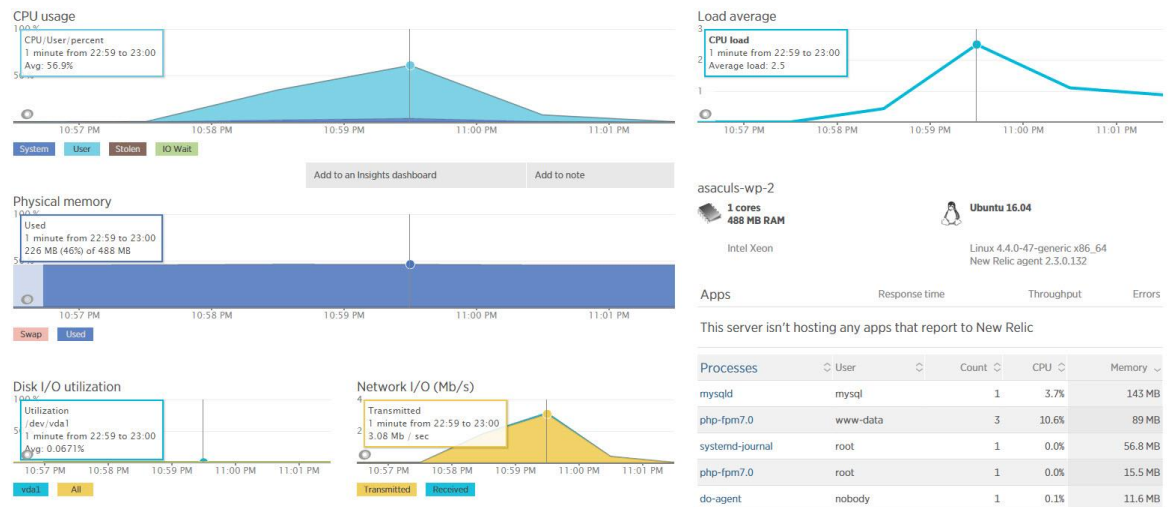 CPU usage
100 %
CPU/User/percent
1 minute from 22:59 to 23:00
Avg: 56.9%
10:57 PM 10:58 PM 10:59 PM 11:00 PM 11:01 PM
System User Stolen IO Wait
Add to an Insights dashboard Add to note
Physical memory
100 %
Used
1 minute from 22:59 to 23:00
226 MB (46%) of 488 MB
10:57 PM 10:58 PM 10:59 PM 11:00 PM 11:01 PM
Swap Used
Disk I/O utilization
100 %
Utilization
/dev/vda1
1 minute from 22:59 to 23:00
Avg: 0.0671%
10:57 PM 10:58 PM 10:59 PM 11:00 PM 11:01 PM
vda1 All
Network I/O (Mb/s)
4
2
Transmitted
1 minute from 22:59 to 23:00
3.08 Mb / sec
10:57 PM 10:58 PM 10:59 PM 11:00 PM 11:01 PM
Transmitted Received
Load average
3
2
1
CPU load
1 minute from 22:59 to 23:00
Average load: 2.5
10:57 PM 10:58 PM 10:59 PM 11:00 PM 11:01 PM
asaculs-wp-2
1 cores
488 MB RAM
Intel Xeon
Ubuntu 16.04
Linux 4.4.0-47-generic x86_64
New Relic agent 2.3.0.132
Apps Response time Throughput Errors
This server isn't hosting any apps that report to New Relic
Processes User Count CPU Memory
mysqld mysql 1 3.7% 143 MB
php-fpm7.0 www-data 3 10.6% 89 MB
systemd-journal root 1 0.0% 56.8 MB
php-fpm7.0 root 1 0.0% 15.5 MB
do-agent nobody 1 0.1% 11.6 MB